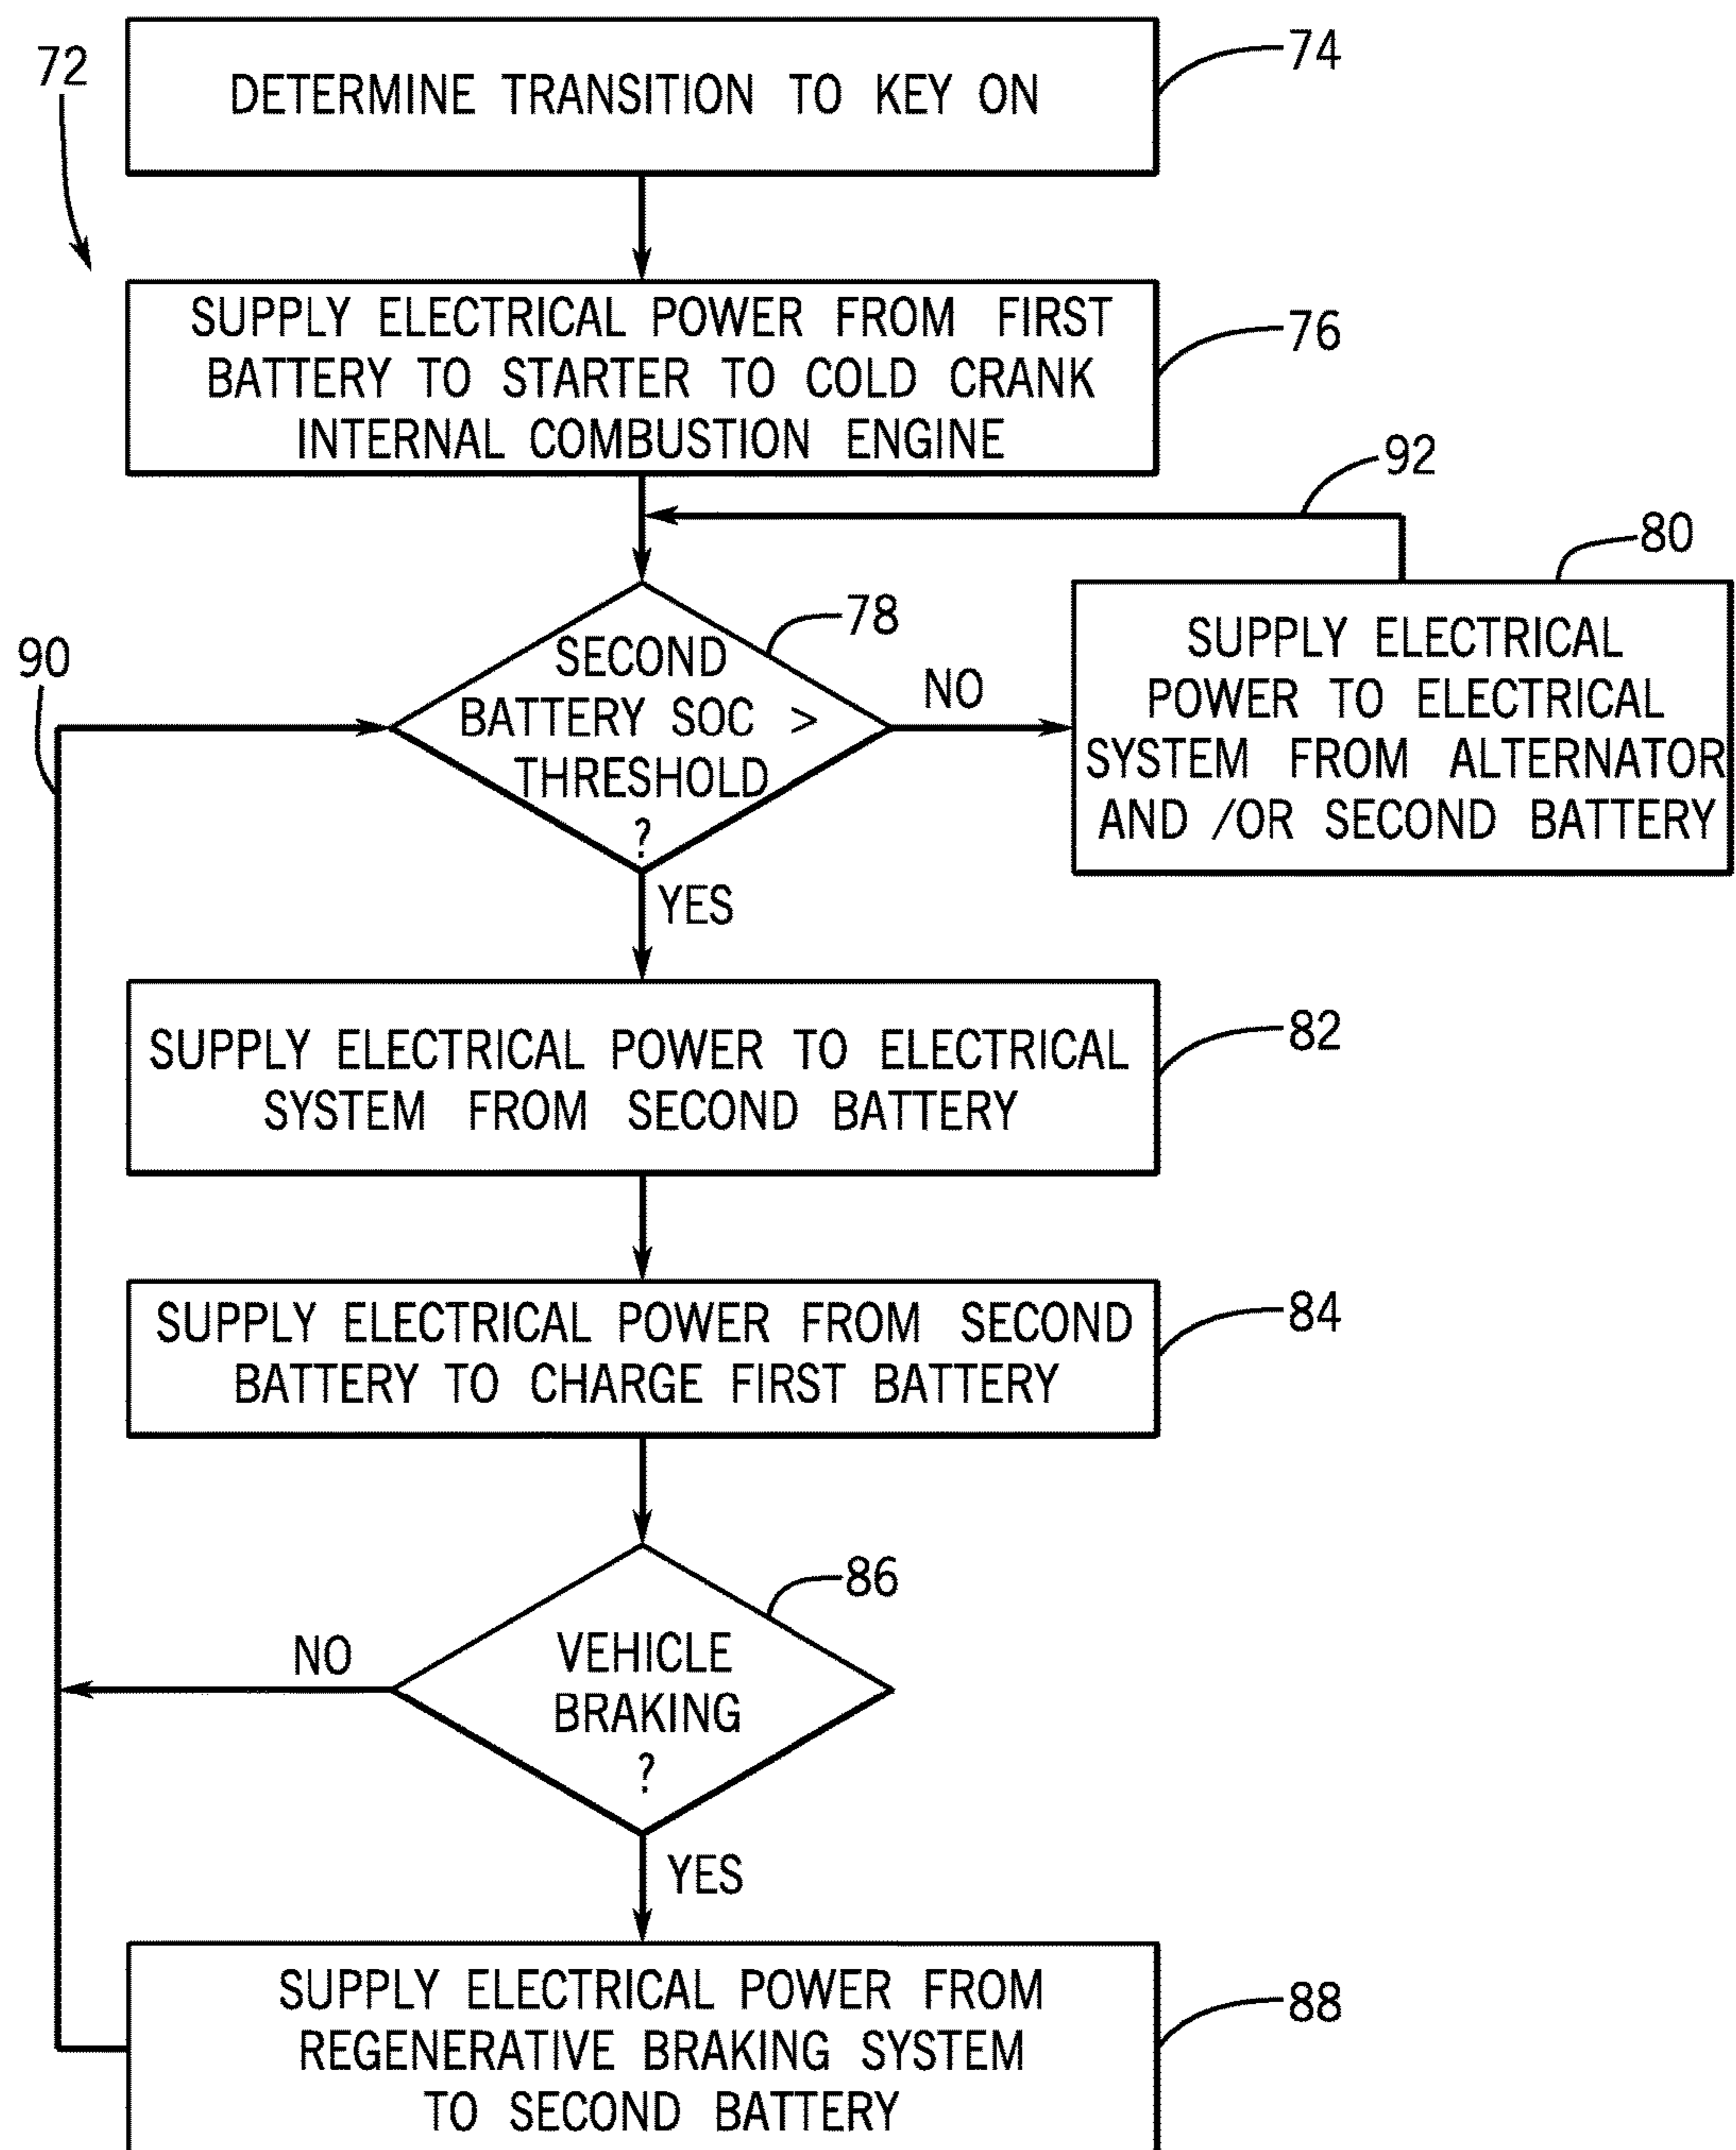 72
DETERMINE TRANSITION TO KEY ON
74
SUPPLY ELECTRICAL POWER FROM FIRST
BATTERY TO STARTER TO COLD CRANK
INTERNAL COMBUSTION ENGINE
76
92
80
78
90
SECOND
BATTERY SOC >
THRESHOLD
?
NO
SUPPLY ELECTRICAL
POWER TO ELECTRICAL
SYSTEM FROM ALTERNATOR
AND /OR SECOND BATTERY
YES
SUPPLY ELECTRICAL POWER TO ELECTRICAL
SYSTEM FROM SECOND BATTERY
82
SUPPLY ELECTRICAL POWER FROM SECOND
BATTERY TO CHARGE FIRST BATTERY
84
86
VEHICLE
BRAKING
?
NO
YES
SUPPLY ELECTRICAL POWER FROM
REGENERATIVE BRAKING SYSTEM
TO SECOND BATTERY
88